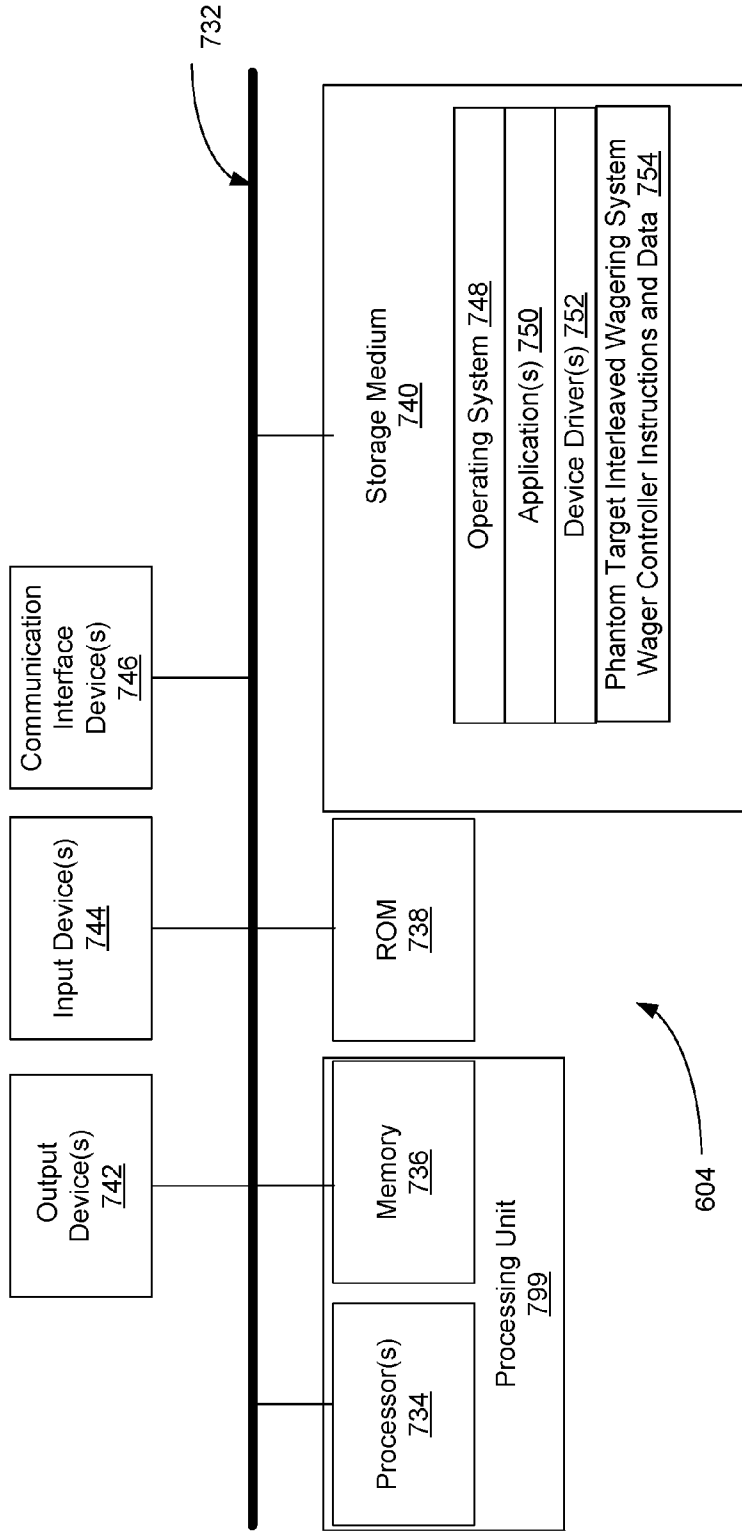 732
Output
Device(s)
742
Input Device(s)
744
Communication
Interface
Device(s)
746
Processor(s)
734
Memory
736
Processing Unit
799
ROM
738
Storage Medium
740
Operating System 748
Application(s) 750
Device Driver(s) 752
Phantom Target Interleaved Wagering System
Wager Controller Instructions and Data 754
604